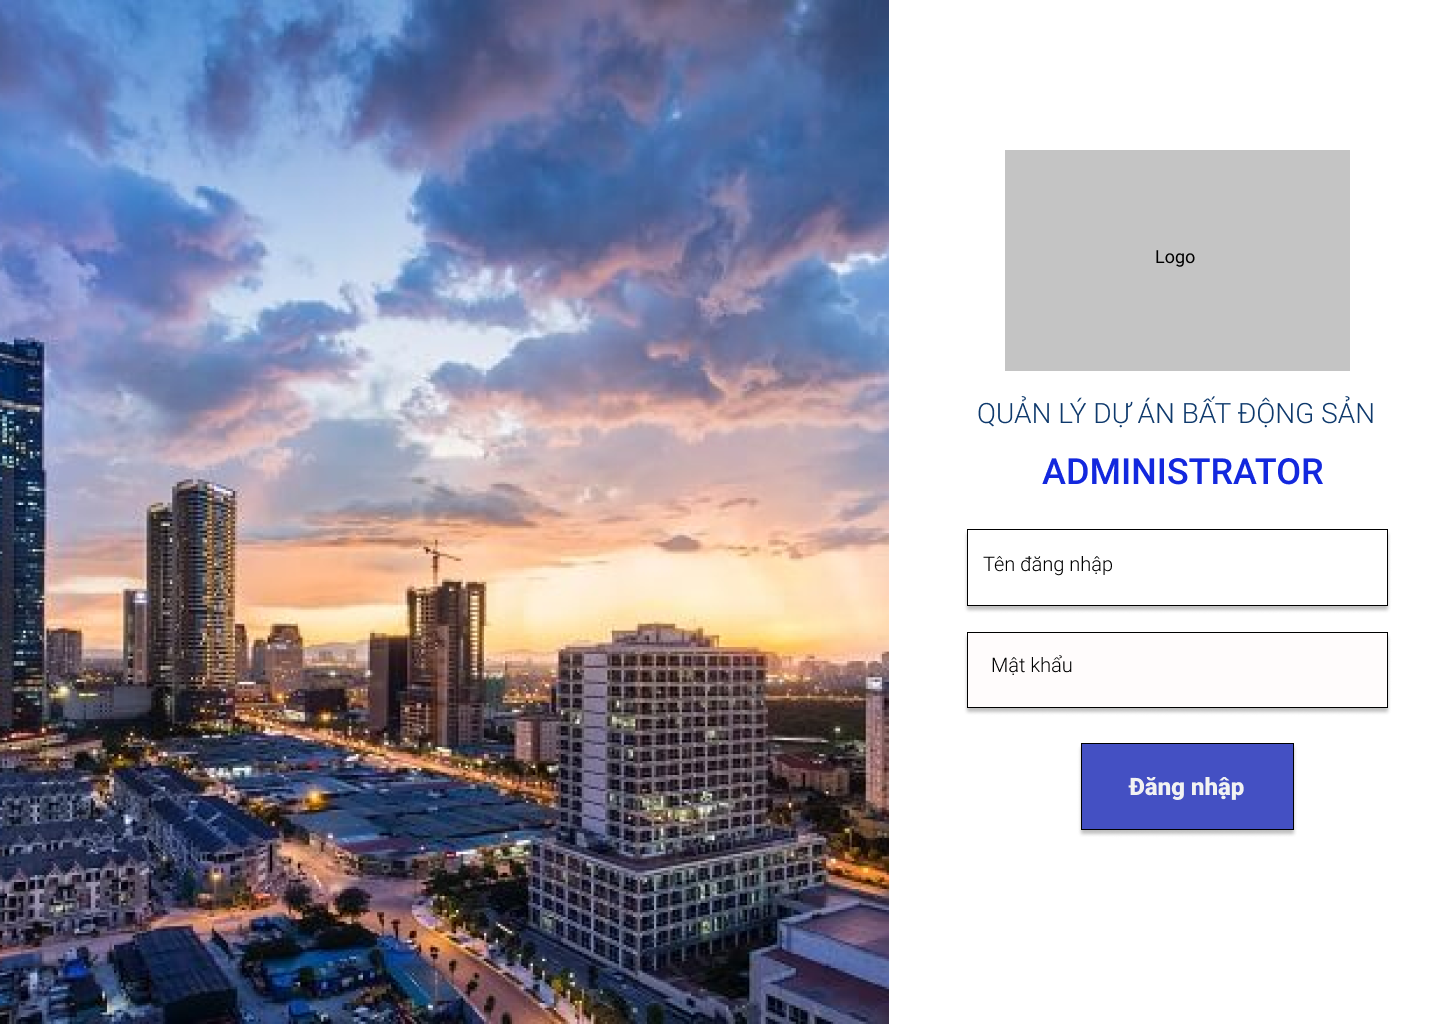 Logo
QUẢN LÝ DỰ ÁN BẤT ĐỘNG SẢN
ADMINISTRATOR
Tên đăng nhập
Mật khẩu
Đăng nhập